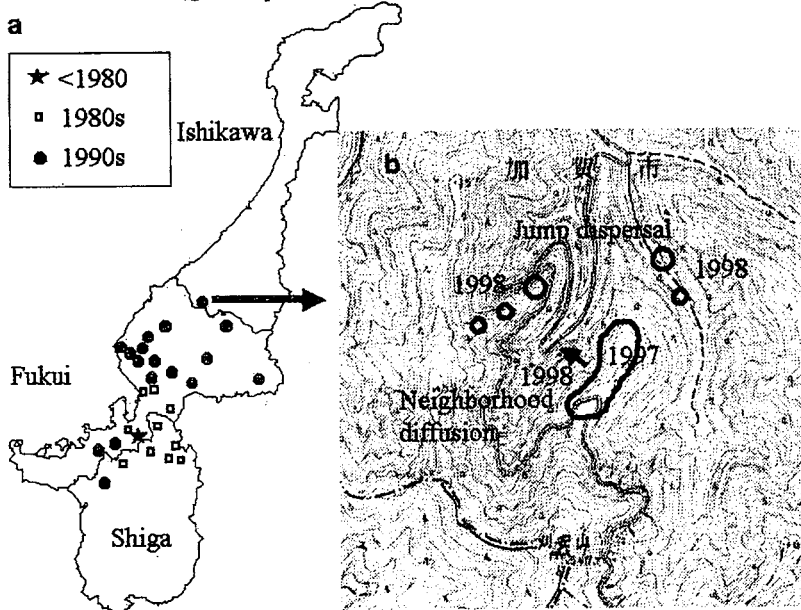 a
<1980
1980s
1990s
Ishikawa
Fukui
Shiga
b
加賀市
Jump dispersal
1998
1998
1997
1998
Neighborhood
diffusion